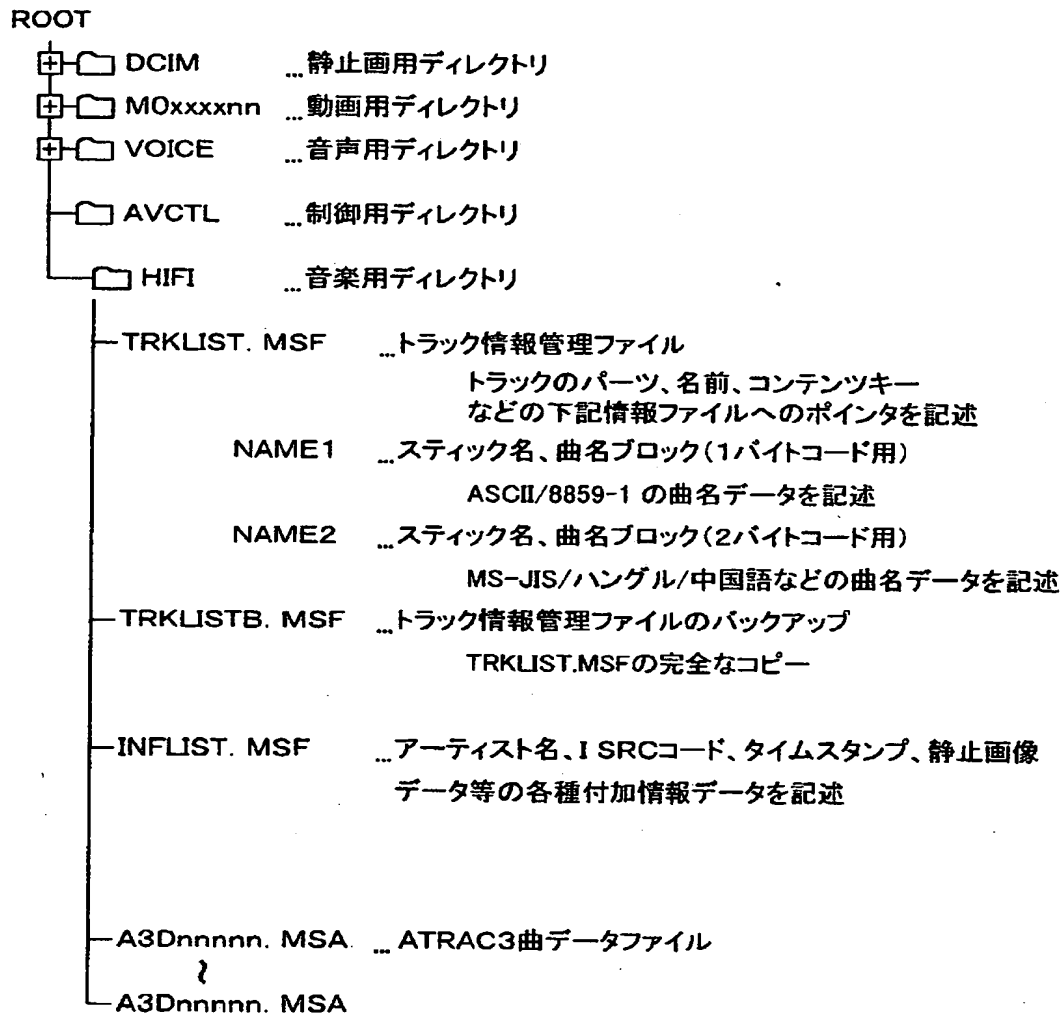 ROOT
DCIM …静止画用ディレクトリ
MOxxxxnn …動画用ディレクトリ
VOICE …音声用ディレクトリ
AVCTL …制御用ディレクトリ
HIFI …音楽用ディレクトリ
TRKLIST. MSF …トラック情報管理ファイル
トラックのパーツ、名前、コンテンツキー
などの下記情報ファイルへのポインタを記述
NAME1 …スティック名、曲名ブロック(1バイトコード用)
ASCII/8859-1 の曲名データを記述
NAME2 …スティック名、曲名ブロック(2バイトコード用)
MS-JIS/ハングル/中国語などの曲名データを記述
TRKLISTB. MSF …トラック情報管理ファイルのバックアップ
TRKLIST.MSFの完全なコピー
INFLIST. MSF …アーティスト名、I SRCコード、タイムスタンプ、静止画像
データ等の各種付加情報データを記述
A3Dnnnnn. MSA …ATRAC3曲データファイル
~
A3Dnnnnn. MSA